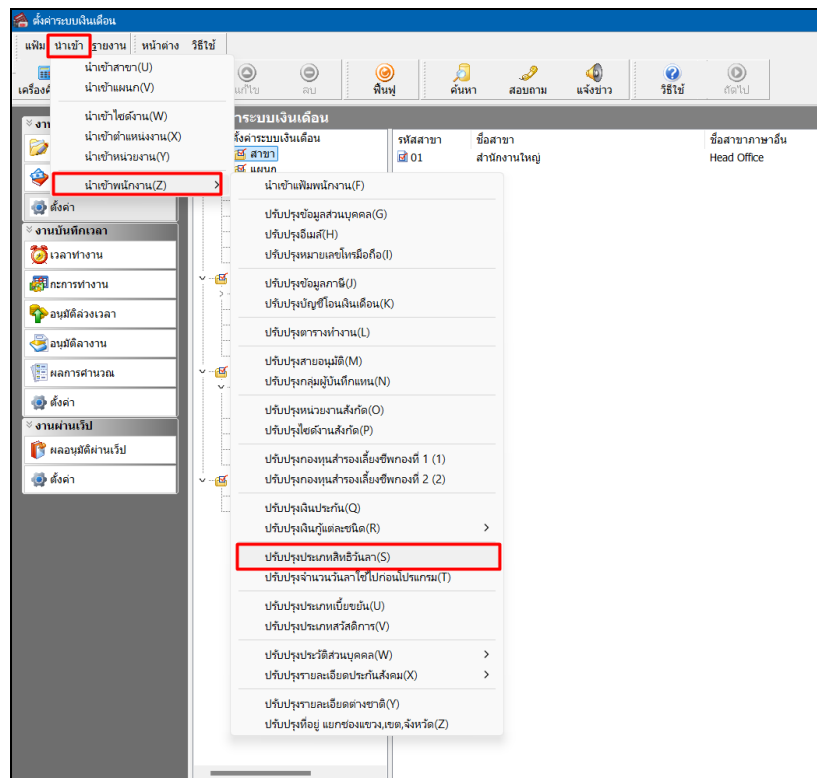 ตั้งค่าระบบเงินเดือน
แฟ้ม นำเข้า รายงาน หน้าต่าง วิธีใช้
แก้ไข ลบ ฟื้นฟู ค้นหา สอบถาม แจ้งข่าว วิธีใช้ ถัดไป
นำเข้าสาขา(U)
นำเข้าแผนก(V)
นำเข้าไซด์งาน(W)
นำเข้าตำแหน่งงาน(X)
นำเข้าหน่วยงาน(Y)
นำเข้าพนักงาน(Z)
ตั้งค่า
งานบันทึกเวลา
เวลาทำงาน
กะการทำงาน
อนุมัติล่วงเวลา
อนุมัติลางาน
ผลการคำนวณ
ตั้งค่า
งานผ่านเว็ป
ผลอนุมัติผ่านเว็ป
ตั้งค่า
าระบบเงินเดือน
ตั้งค่าระบบเงินเดือน
สาขา
แผนก
รหัสสาขา ชื่อสาขา ชื่อสาขาภาษาอื่น
01 สำนักงานใหญ่ Head Office
นำเข้าแฟ้มพนักงาน(F)
ปรับปรุงข้อมูลส่วนบุคคล(G)
ปรับปรุงอีเมล์(H)
ปรับปรุงหมายเลขโทรมือถือ(I)
ปรับปรุงข้อมูลภาษี(J)
ปรับปรุงบัญชีโอนเงินเดือน(K)
ปรับปรุงตารางทำงาน(L)
ปรับปรุงสายอนุมัติ(M)
ปรับปรุงกลุ่มผู้บันทึกแทน(N)
ปรับปรุงหน่วยงานสังกัด(O)
ปรับปรุงไซด์งานสังกัด(P)
ปรับปรุงกองทุนสำรองเลี้ยงชีพกองที่ 1 (1)
ปรับปรุงกองทุนสำรองเลี้ยงชีพกองที่ 2 (2)
ปรับปรุงเงินประกัน(Q)
ปรับปรุงเงินกู้แต่ละชนิด(R)
ปรับปรุงประเภทสิทธิวันลา(S)
ปรับปรุงจำนวนวันลาใช้ไปก่อนโปรแกรม(T)
ปรับปรุงประเภทเบี้ยขยัน(U)
ปรับปรุงประเภทสวัสดิการ(V)
ปรับปรุงประวัติส่วนบุคคล(W)
ปรับปรุงรายละเอียดประกันสังคม(X)
ปรับปรุงรายละเอียดต่างชาติ(Y)
ปรับปรุงที่อยู่ แยกช่องแขวง,เขต,จังหวัด(Z)